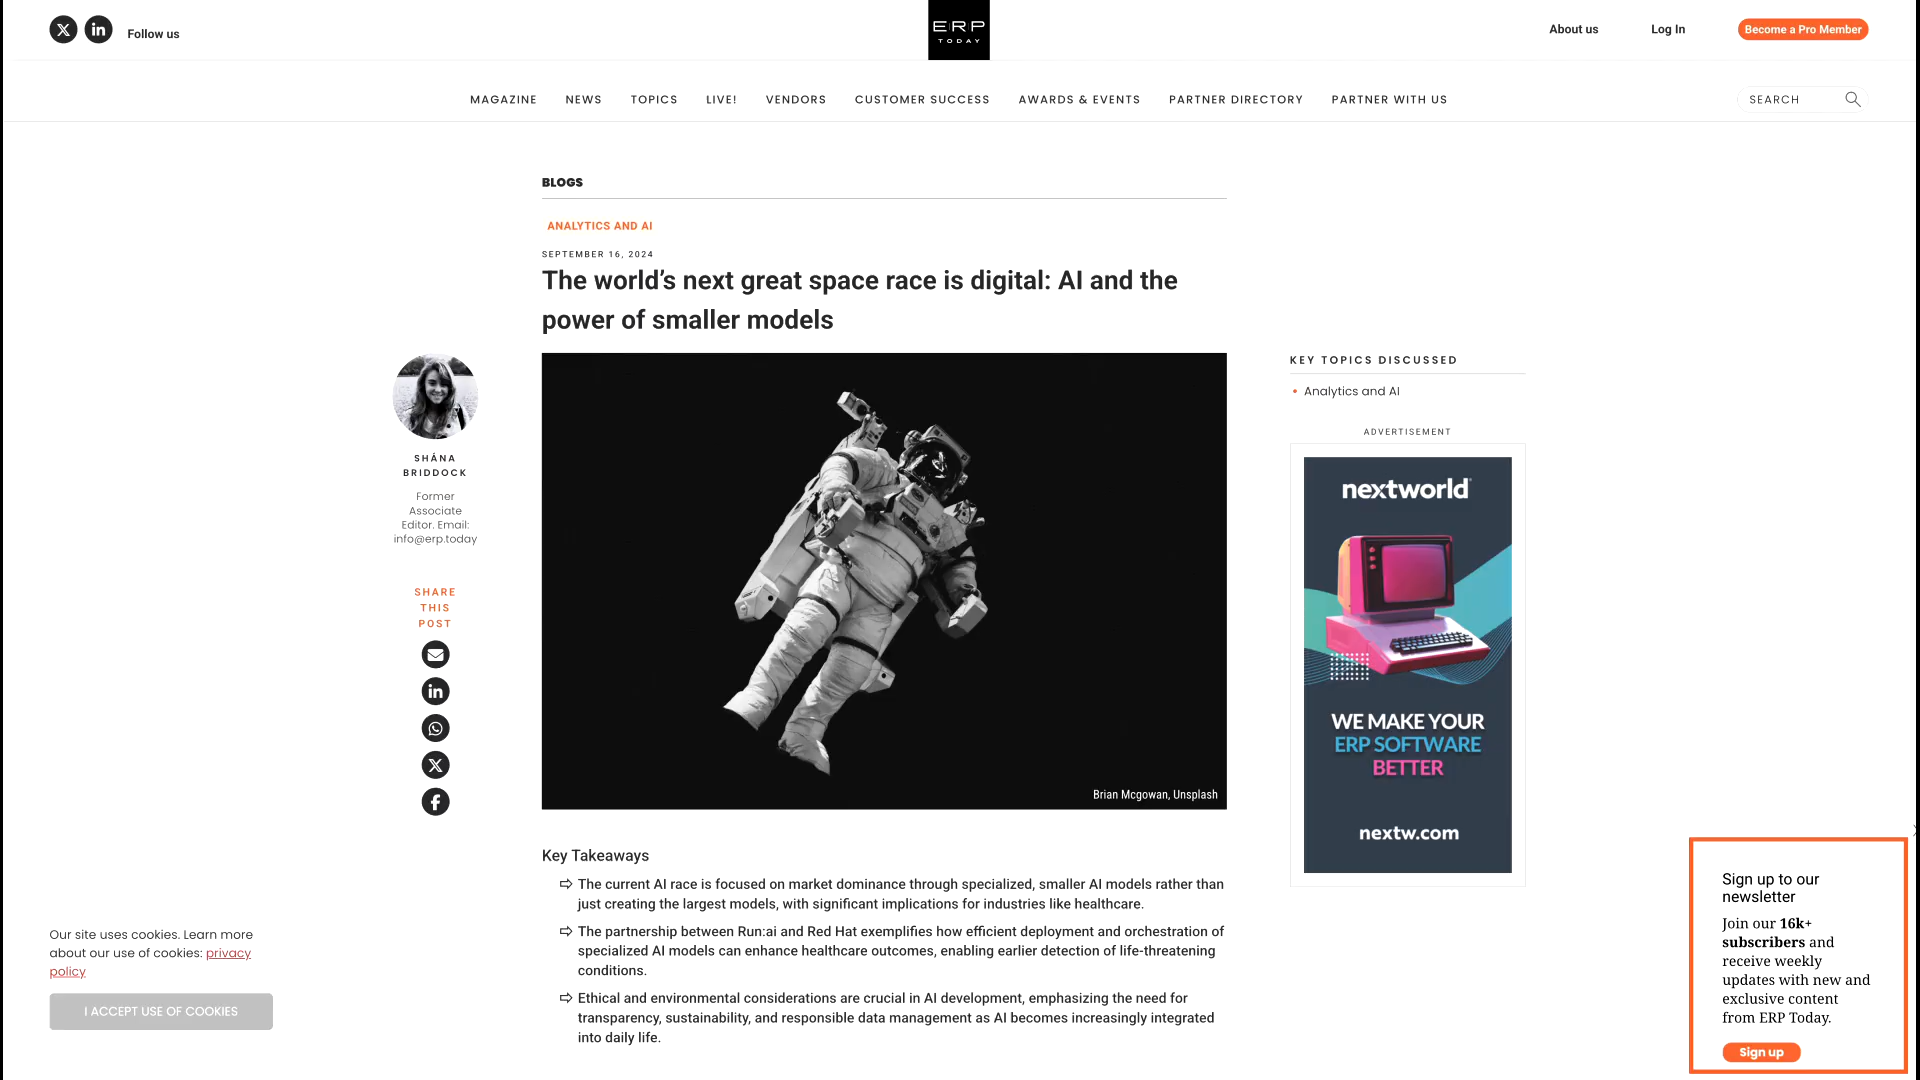 Follow us
ERP
TODAY
About us
Log In
Become a Pro Member
MAGAZINE
NEWS
TOPICS
LIVE!
VENDORS
CUSTOMER SUCCESS
AWARDS & EVENTS
PARTNER DIRECTORY
PARTNER WITH US
SEARCH
BLOGS
ANALYTICS AND AI
SEPTEMBER 16, 2024
The world’s next great space race is digital: AI and the
power of smaller models
SHÁNA
BRIDDOCK
Former
Associate
Editor. Email:
info@erp.today
SHARE
THIS
POST
Brian Mcgowan, Unsplash
KEY TOPICS DISCUSSED
• Analytics and AI
ADVERTISEMENT
nextworld
WE MAKE YOUR
ERP SOFTWARE
BETTER
nextw.com
Key Takeaways
⇨ The current AI race is focused on market dominance through specialized, smaller AI models rather than
just creating the largest models, with significant implications for industries like healthcare.
⇨ The partnership between Run:ai and Red Hat exemplifies how efficient deployment and orchestration of
specialized AI models can enhance healthcare outcomes, enabling earlier detection of life-threatening
conditions.
⇨ Ethical and environmental considerations are crucial in AI development, emphasizing the need for
transparency, sustainability, and responsible data management as AI becomes increasingly integrated
into daily life.
Our site uses cookies. Learn more
about our use of cookies: privacy
policy
I ACCEPT USE OF COOKIES
Sign up to our
newsletter
Join our 16k+
subscribers and
receive weekly
updates with new and
exclusive content
from ERP Today.
Sign up